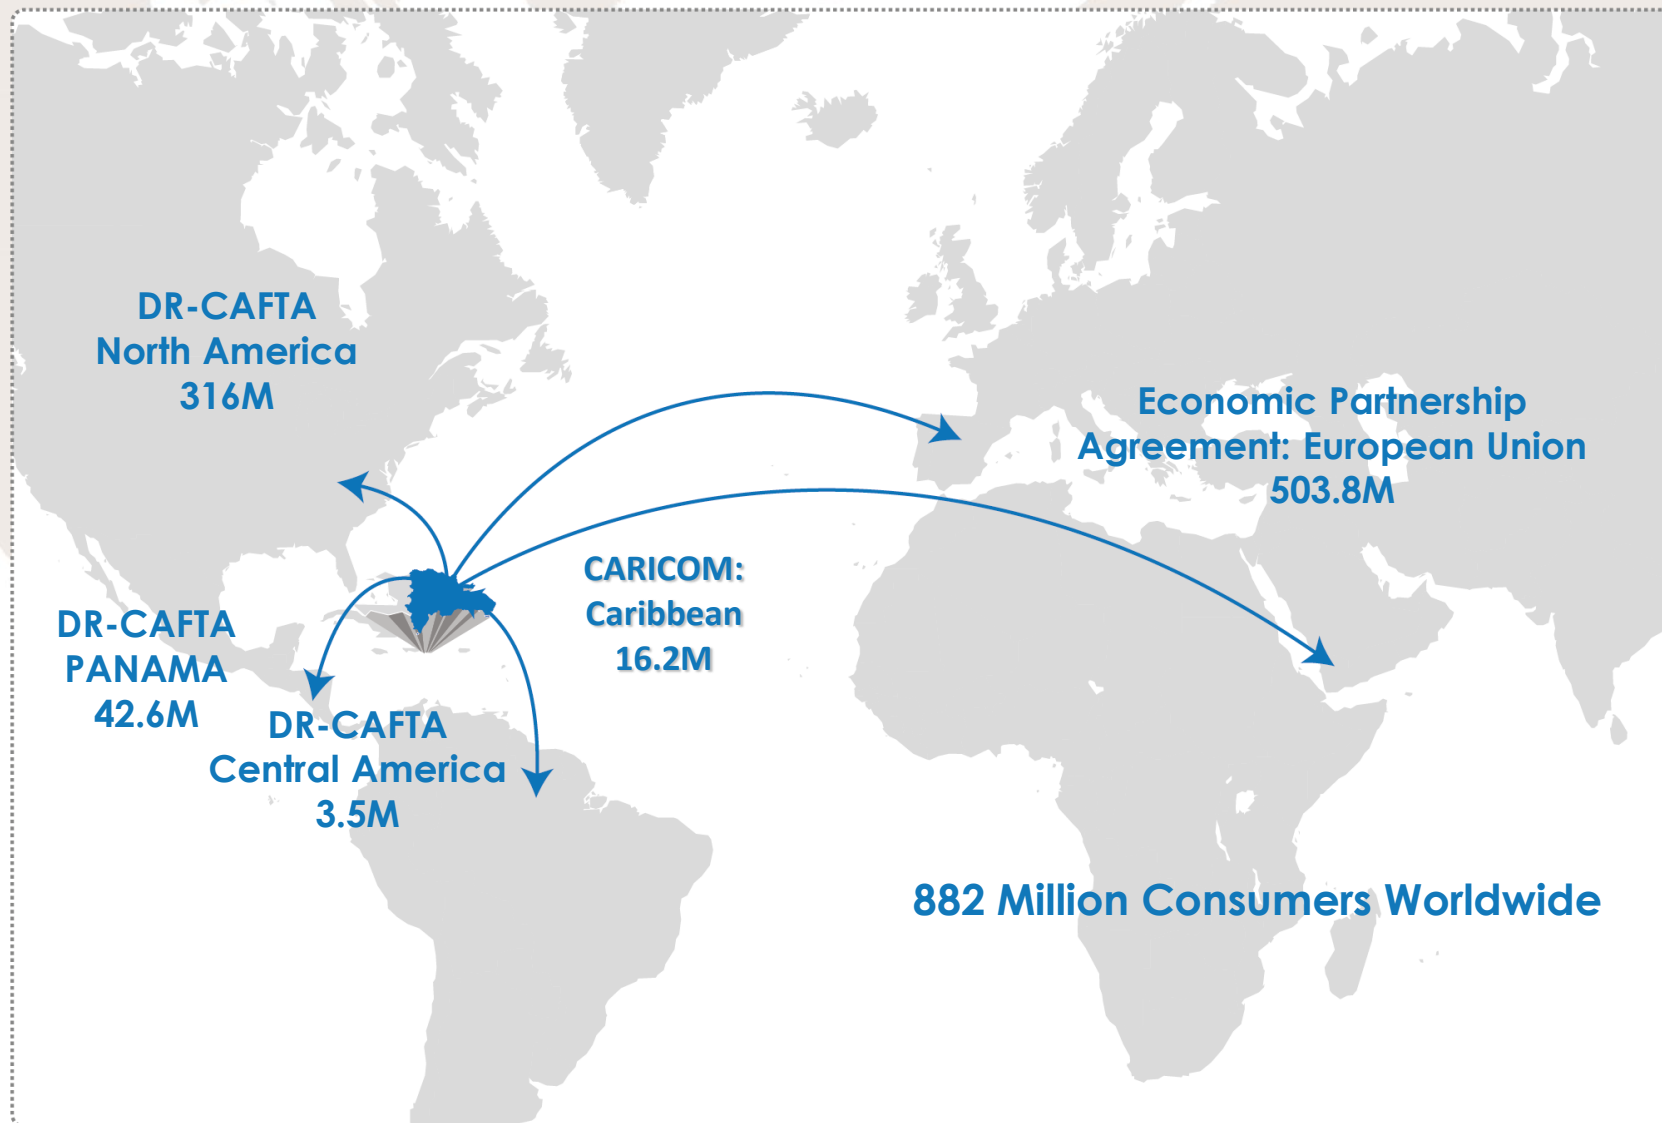 DR-CAFTA
North America
316M
Economic Partnership
Agreement: European Union
503.8M
CARICOM:
Caribbean
16.2M
DR-CAFTA
PANAMA
42.6M
DR-CAFTA
Central America
3.5M
882 Million Consumers Worldwide